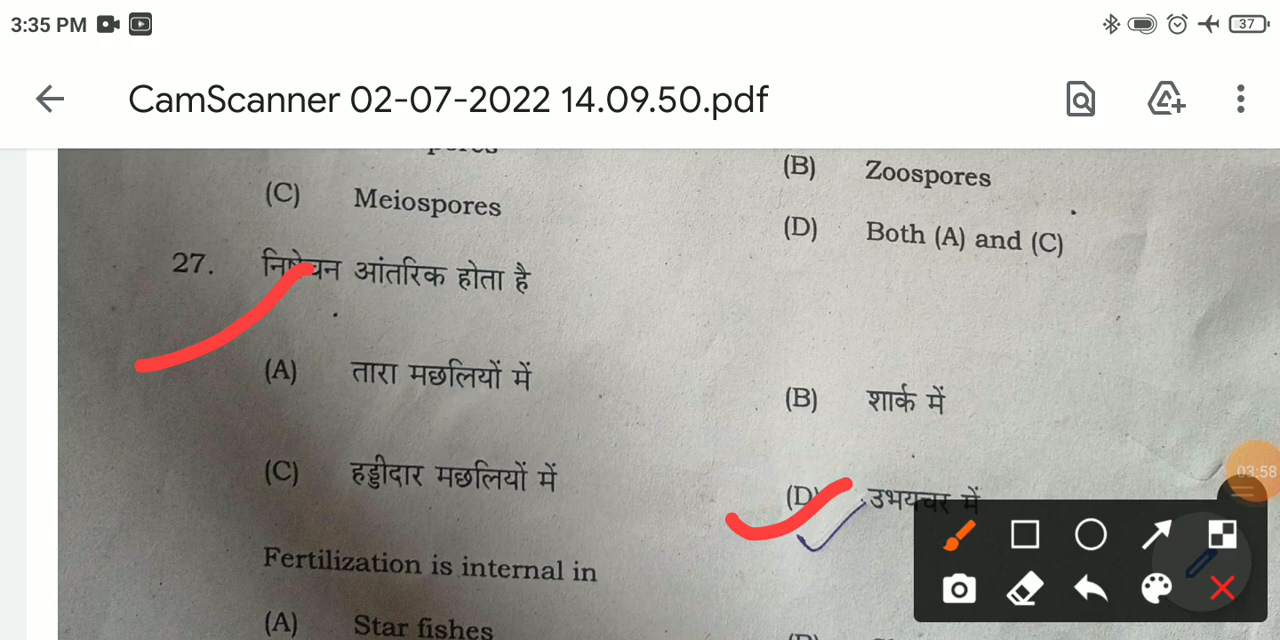 3:35 PM
37
CamScanner 02-07-2022 14.09.50.pdf
(B) Zoospores
(C) Meiospores
(D) Both (A) and (C)
27. निषेचन आंतरिक होता है
(A) तारा मछलियों में
(B) शार्क में
(C) हड्डीदार मछलियों में
(D) उभयचर में
03:58
Fertilization is internal in
(A) Star fishes